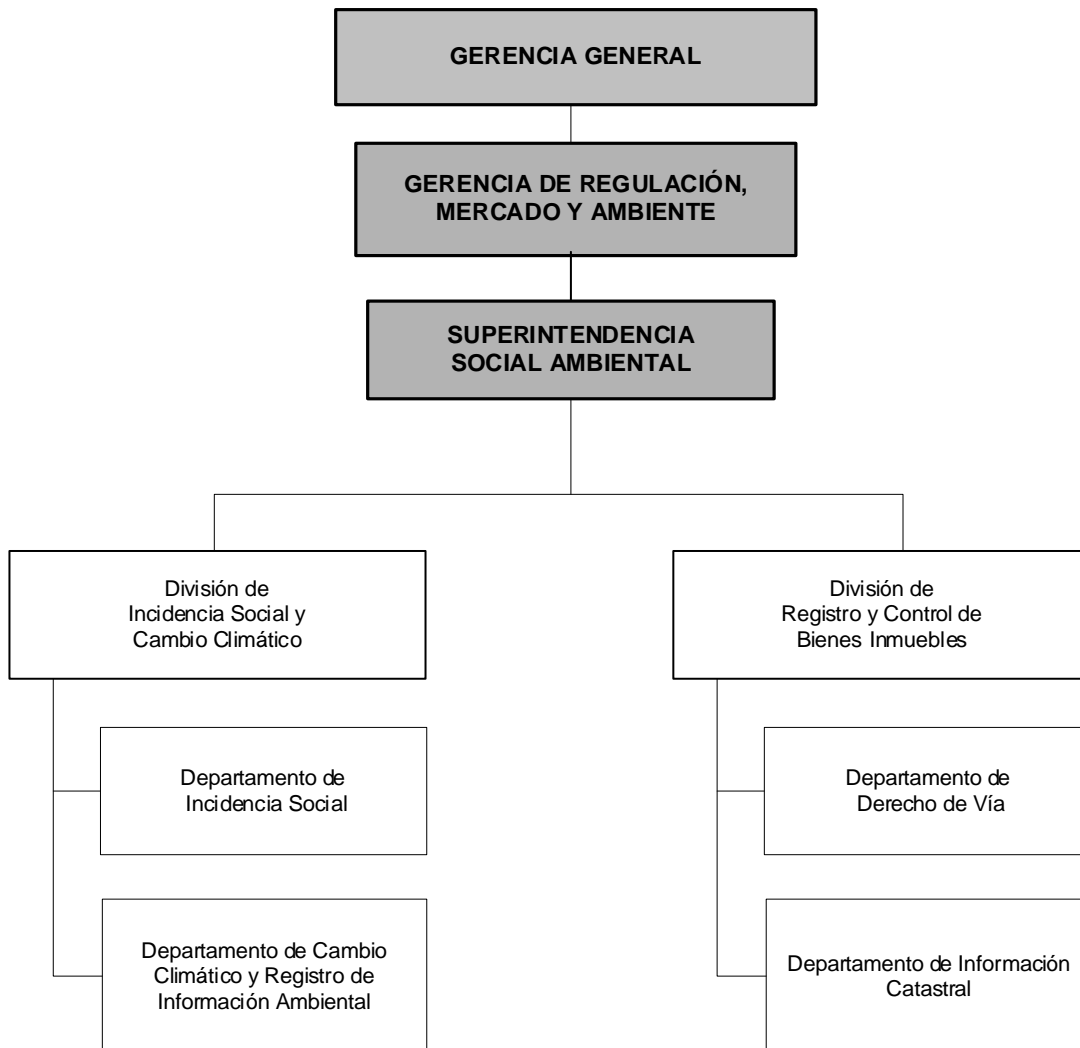 GERENCIA GENERAL
GERENCIA DE REGULACIÓN,
MERCADO Y AMBIENTE
SUPERINTENDENCIA
SOCIAL AMBIENTAL
División de
Incidencia Social y
Cambio Climático
División de
Registro y Control de
Bienes Inmuebles
Departamento de
Incidencia Social
Departamento de
Derecho de Vía
Departamento de Cambio
Climático y Registro de
Información Ambiental
Departamento de Información
Catastral